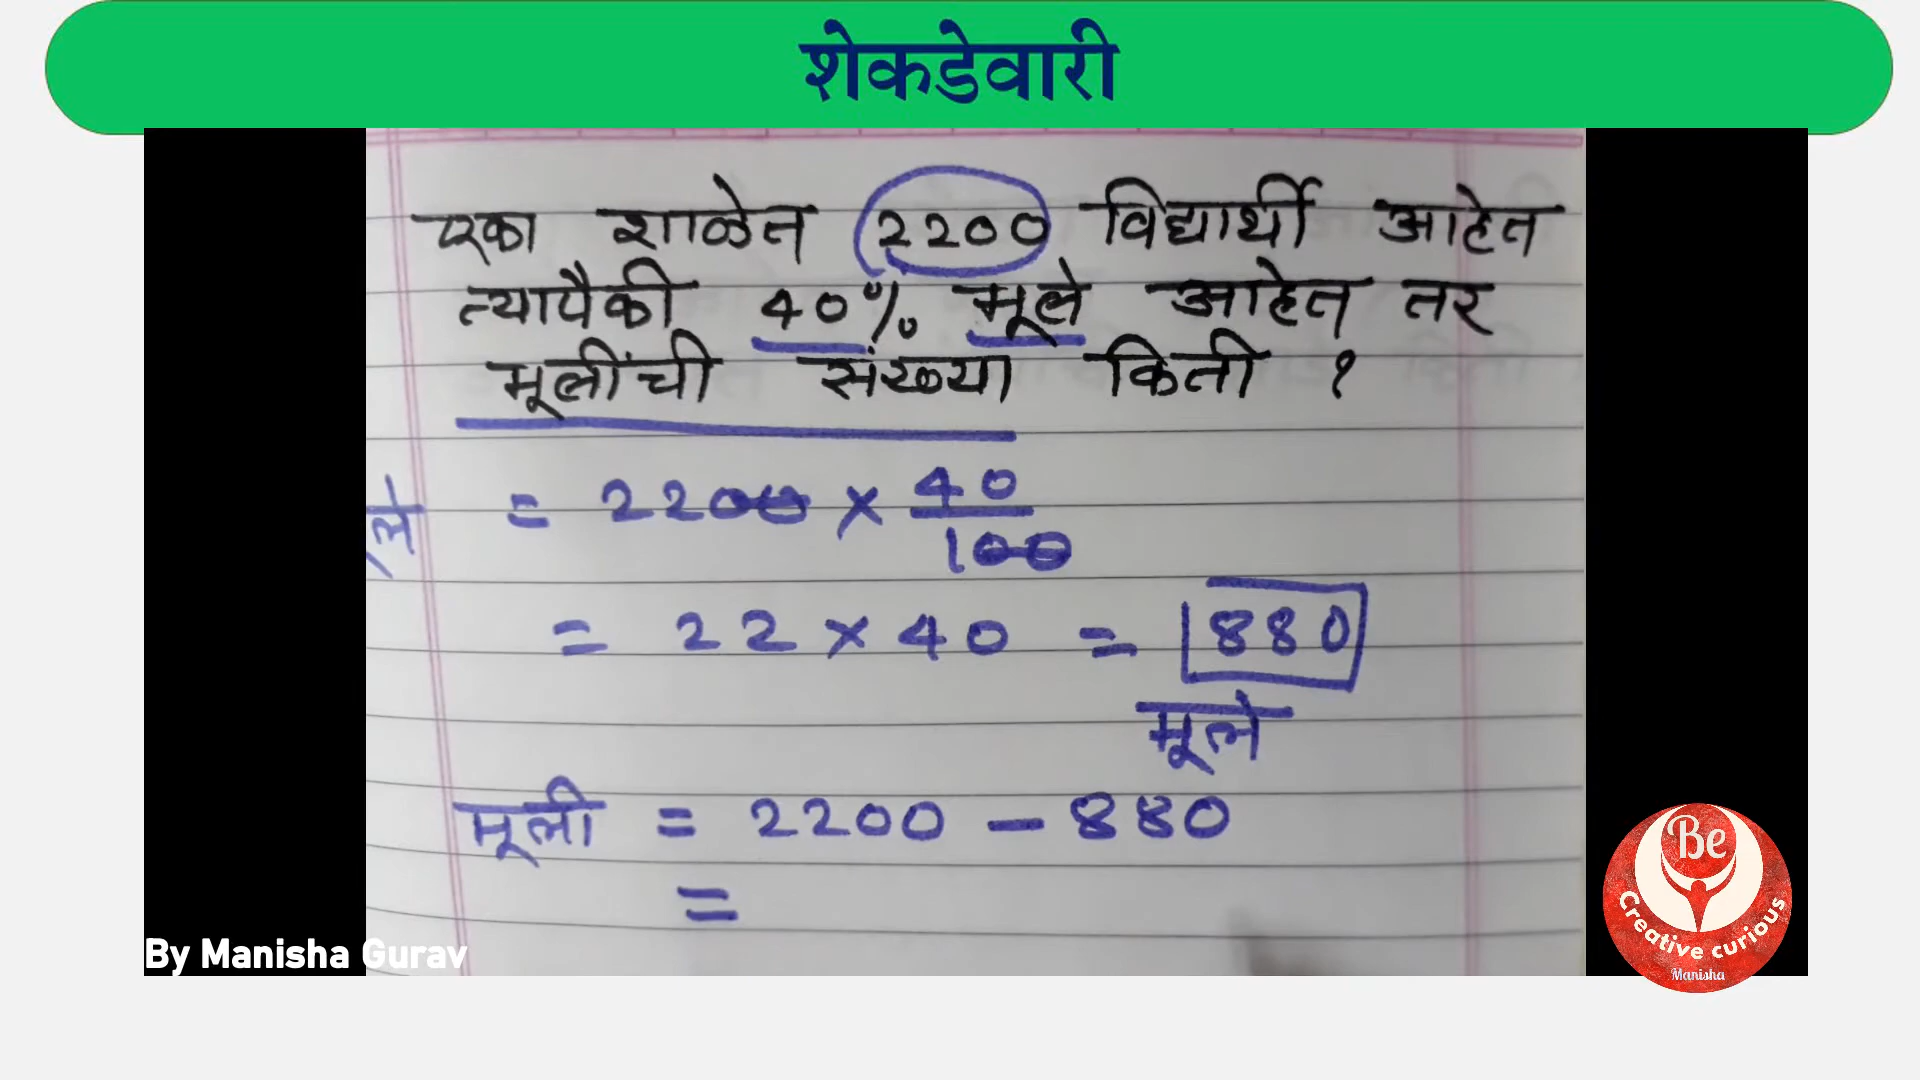 शेकडेवारी
एका शाळेत 2200 विद्यार्थी आहेत
त्यापैकी 40% मूले आहेत तर
मूलींची संख्या किती ?
ले = 2200 × 40
100
= 22 × 40 = 880
मूले
मूली = 2200 – 880
=
By Manisha Gurav
Be
Creative curious
Manisha